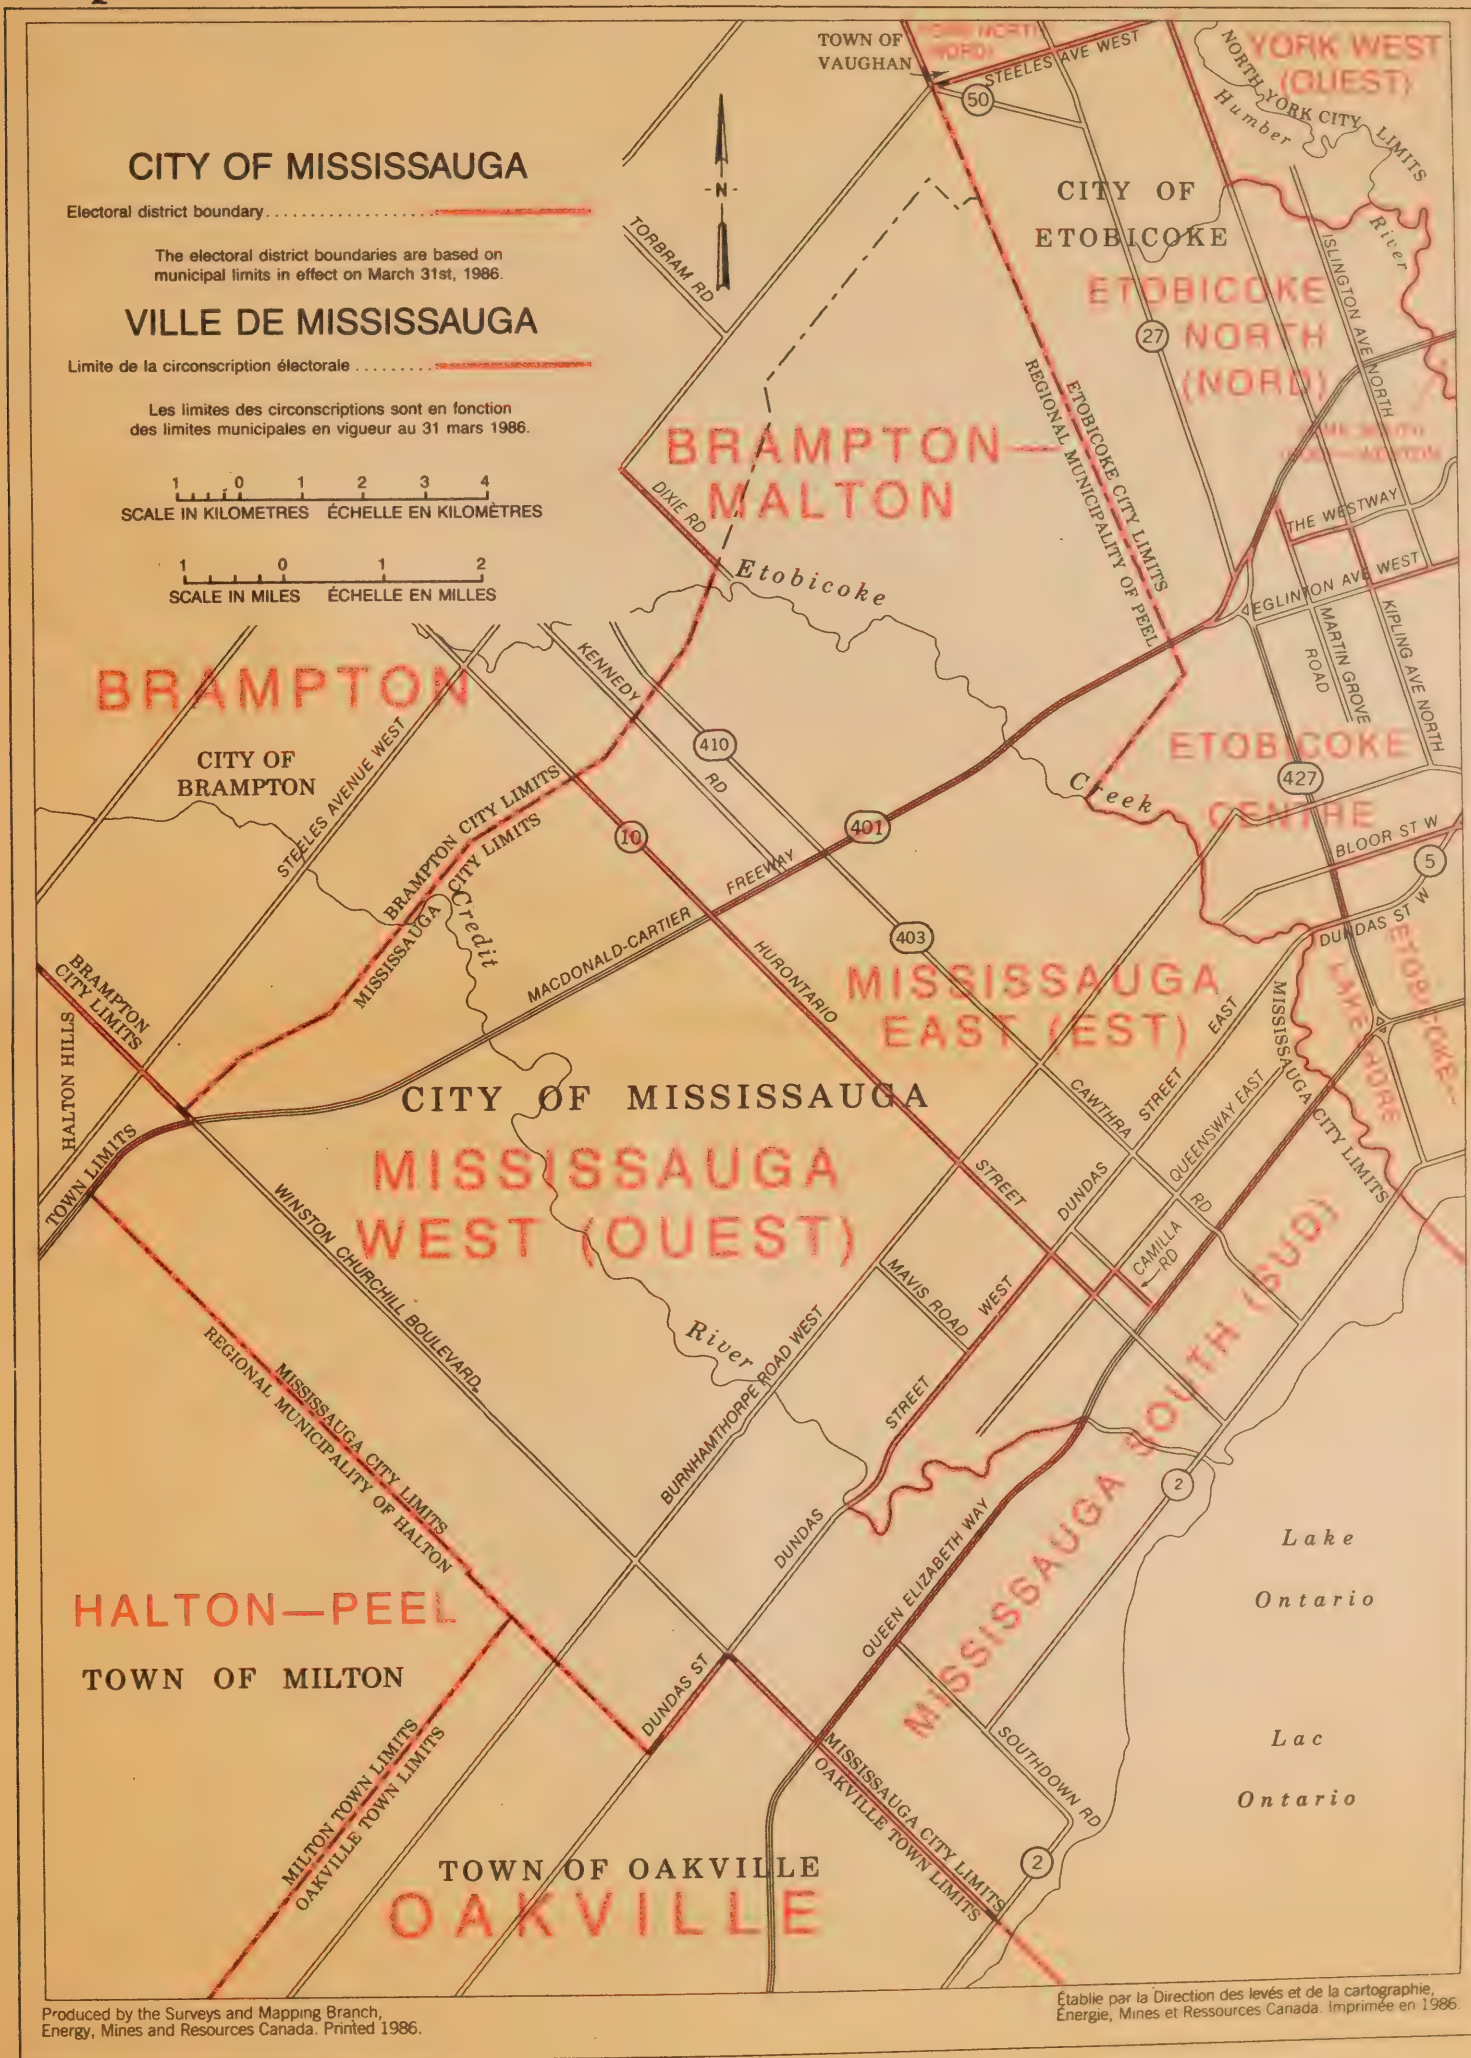 CITY OF MISSISSAUGA
Electoral district boundary
The electoral district boundaries are based on
municipal limits in effect on March 31st, 1986.
VILLE DE MISSISSAUGA
Limite de la circonscription électorale
Les limites des circonscriptions sont en fonction
des limites municipales en vigueur au 31 mars 1986.
1 0 1 2 3 4
SCALE IN KILOMETRES ÉCHELLE EN KILOMÈTRES
1 0 1 2
SCALE IN MILES ÉCHELLE EN MILLES
-N-
TOWN OF
VAUGHAN
(NORD)
STEELES AVE WEST
50
YORK WEST
(OUEST)
NORTH YORK CITY LIMITS
Humber
River
CITY OF
ETOBICOKE
ETOBICOKE
NORTH
(NORD)
27
ISLINGTON AVE NORTH
TORBRAM RD
ETOBICOKE CITY LIMITS
REGIONAL MUNICIPALITY OF PEEL
BRAMPTON—
MALTON
DIXIE RD
Etobicoke
Creek
THE WESTWAY
EGLINTON AVE WEST
MARTIN GROVE
ROAD
KIPLING AVE NORTH
BRAMPTON
CITY OF
BRAMPTON
STEELES AVENUE WEST
KENNEDY
RD
410
10
401
427
ETOBICOKE
CENTRE
BLOOR ST W
5
DUNDAS ST W
BRAMPTON CITY LIMITS
MISSISSAUGA CITY LIMITS
Credit
River
MACDONALD-CARTIER
FREEWAY
403
HURONTARIO
STREET
MISSISSAUGA
EAST (EST)
ETOBICOKE—
LAKESHORE
MISSISSAUGA CITY LIMITS
BRAMPTON
CITY LIMITS
HALTON HILLS
TOWN LIMITS
CITY OF MISSISSAUGA
MISSISSAUGA
WEST (OUEST)
CAWTHRA
RD
DUNDAS
STREET
EAST
QUEENSWAY EAST
CAMILLA
RD
WINSTON CHURCHILL BOULEVARD
MAVIS ROAD
BURNHAMTHORPE ROAD WEST
DUNDAS
STREET
WEST
MISSISSAUGA CITY LIMITS
REGIONAL MUNICIPALITY OF HALTON
MISSISSAUGA SOUTH (SUD)
QUEEN ELIZABETH WAY
2
Lake
Ontario
Lac
Ontario
HALTON—PEEL
TOWN OF MILTON
DUNDAS ST
MILTON TOWN LIMITS
OAKVILLE TOWN LIMITS
SOUTHDOWN RD
2
MISSISSAUGA CITY LIMITS
OAKVILLE TOWN LIMITS
TOWN OF OAKVILLE
OAKVILLE
Produced by the Surveys and Mapping Branch,
Energy, Mines and Resources Canada. Printed 1986.
Établie par la Direction des levés et de la cartographie,
Énergie, Mines et Ressources Canada. Imprimée en 1986.